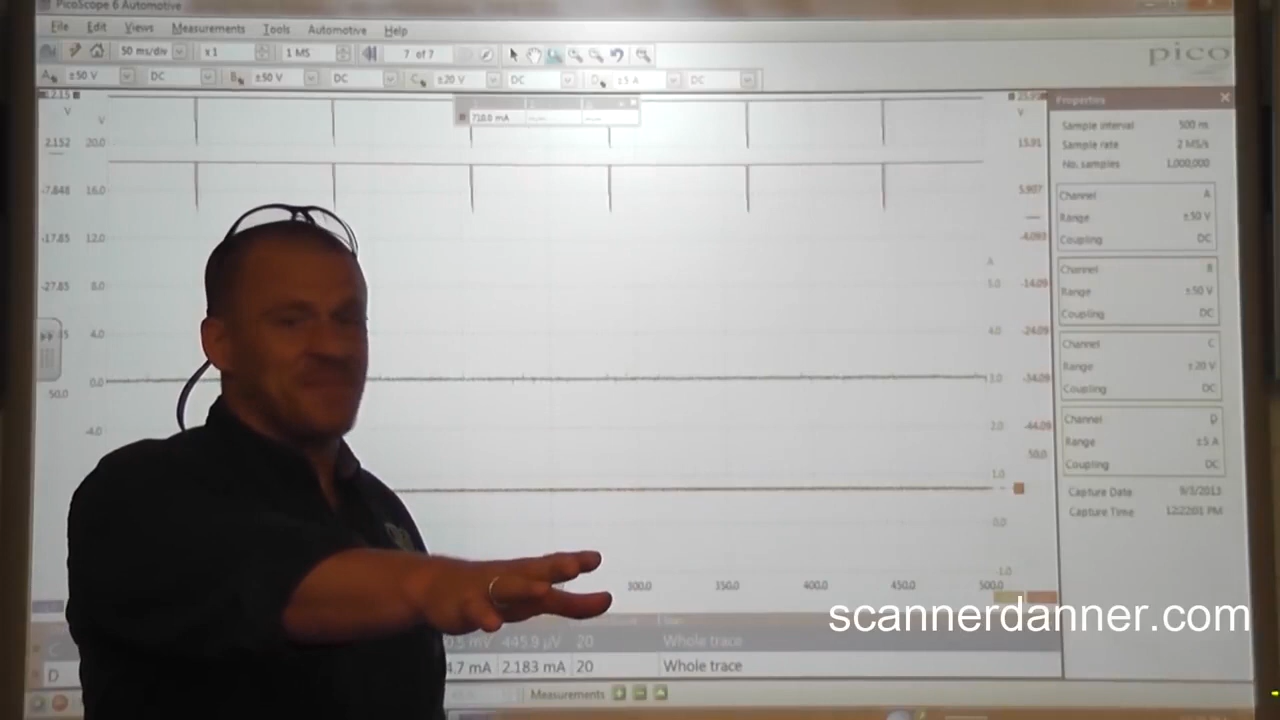 PicoScope 6 Automotive
File Edit Views Measurements Tools Automotive Help
50 ms/div x 1 1 MS 7 of 7
pico
A ±50 V DC B ±50 V DC C ±20 V DC D ±5 A DC
710.0 mA
V
V
V
2.152 20.0 15.91
-7.848 16.0 5.907
-17.85 12.0 -4.093
A
-27.85 8.0 5.0 -14.09
4.0 4.0 -24.09
0.0 3.0 -34.09
50.0
-4.0 2.0 -44.09
50.0
1.0
0.0
-1.0
300.0 350.0 400.0 450.0 500.0
Properties
Sample interval 500 ns
Sample rate 2 MS/s
No. samples 1,000,000
Channel A
Range ±50 V
Coupling DC
Channel B
Range ±50 V
Coupling DC
Channel C
Range ±20 V
Coupling DC
Channel D
Range ±5 A
Coupling DC
Capture Date 9/3/2013
Capture Time 12:22:01 PM
scannerdanner.com
C -445.9 µV 20 Whole trace
D 2.183 mA 20 Whole trace
Measurements